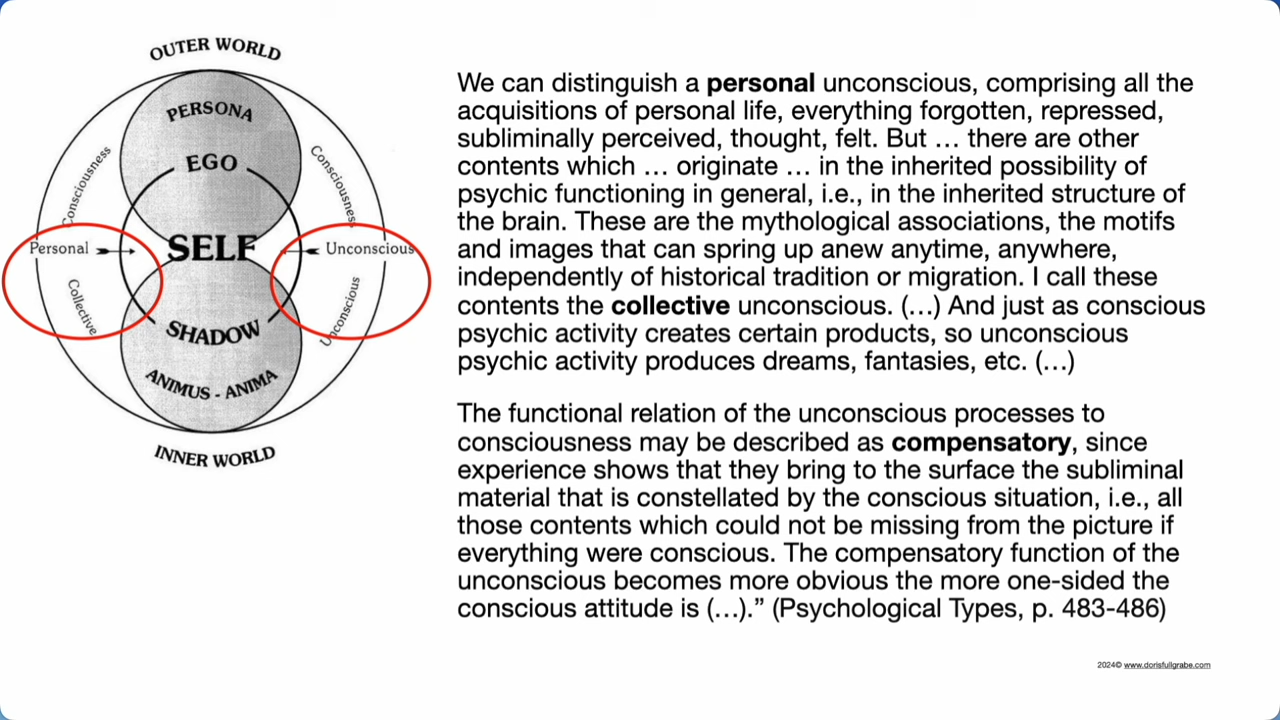 OUTER WORLD
PERSONA
EGO
Consciousness
Consciousness
Personal
SELF
Unconscious
Collective
Unconscious
SHADOW
ANIMUS - ANIMA
INNER WORLD
We can distinguish a personal unconscious, comprising all the
acquisitions of personal life, everything forgotten, repressed,
subliminally perceived, thought, felt. But … there are other
contents which … originate … in the inherited possibility of
psychic functioning in general, i.e., in the inherited structure of
the brain. These are the mythological associations, the motifs
and images that can spring up anew anytime, anywhere,
independently of historical tradition or migration. I call these
contents the collective unconscious. (…) And just as conscious
psychic activity creates certain products, so unconscious
psychic activity produces dreams, fantasies, etc. (…)
The functional relation of the unconscious processes to
consciousness may be described as compensatory, since
experience shows that they bring to the surface the subliminal
material that is constellated by the conscious situation, i.e., all
those contents which could not be missing from the picture if
everything were conscious. The compensatory function of the
unconscious becomes more obvious the more one-sided the
conscious attitude is (…).” (Psychological Types, p. 483-486)
2024© www.dorisfullgrabe.com